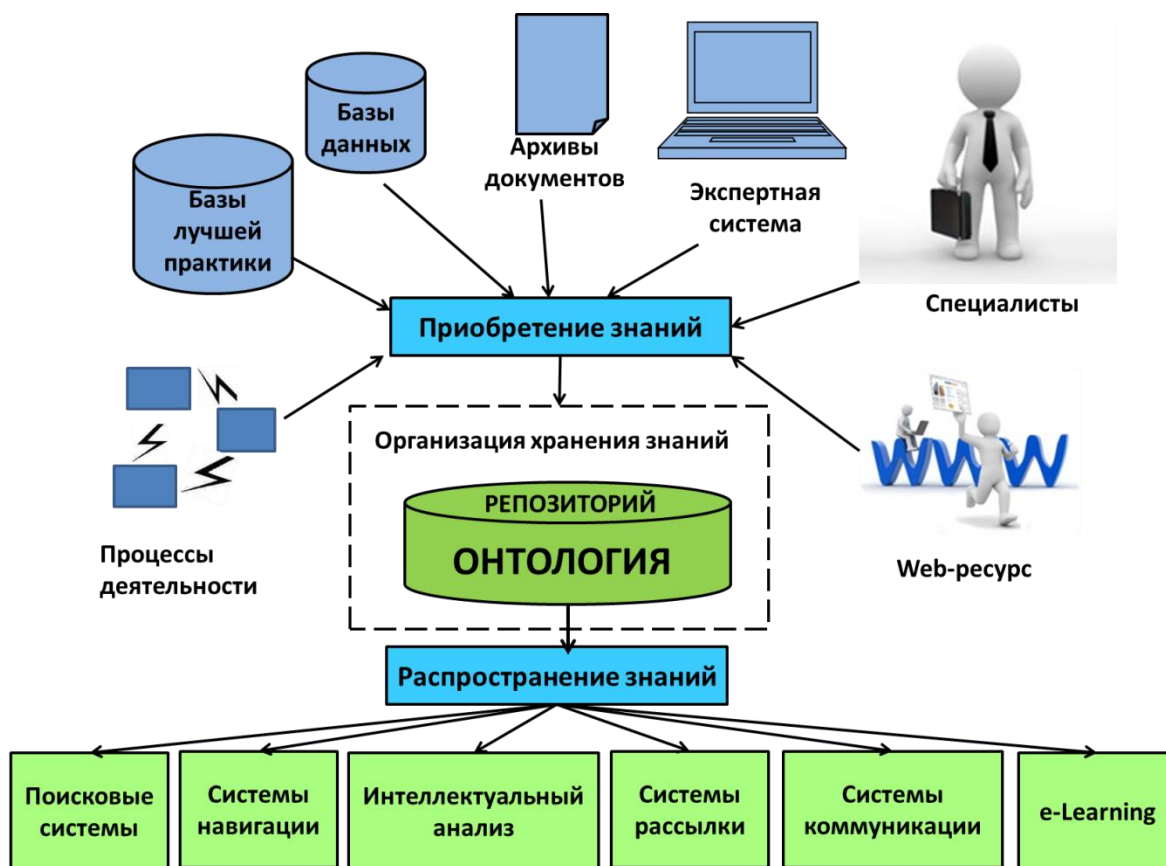 Базы
данных
Базы
лучшей
практики
Архивы
документов
Экспертная
система
Специалисты
Приобретение знаний
Процессы
деятельности
Организация хранения знаний
РЕПОЗИТОРИЙ
ОНТОЛОГИЯ
WWW
Web-ресурс
Распространение знаний
Поисковые
системы
Системы
навигации
Интеллектуальный
анализ
Системы
рассылки
Системы
коммуникации
e-Learning